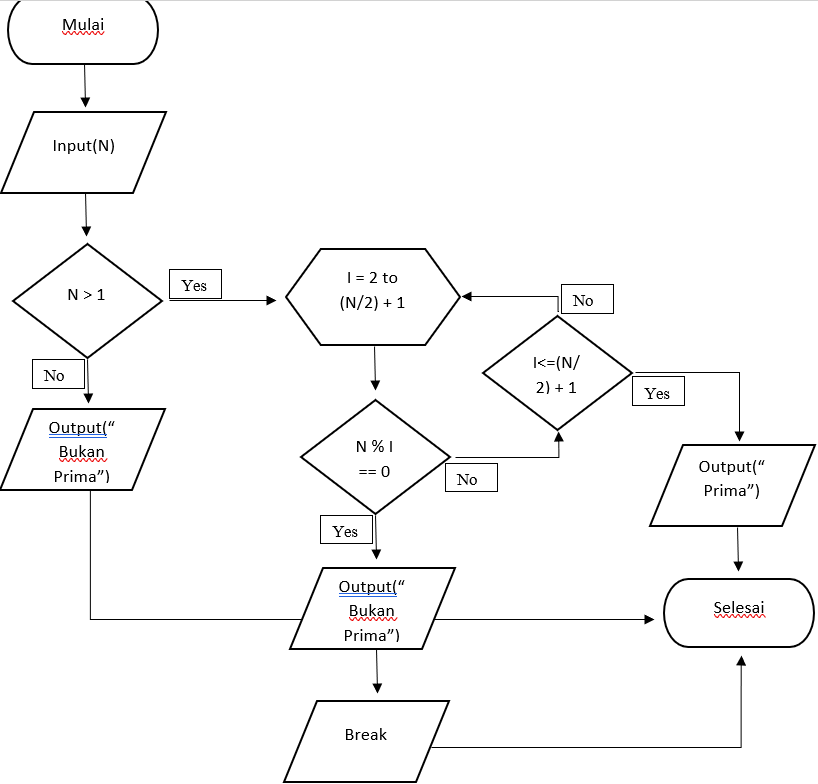 Mulai
Input(N)
N > 1
Yes
No
Output(“
Bukan
Prima”)
I = 2 to
(N/2) + 1
N % I
== 0
No
Yes
I<=(N/
2) + 1
No
Yes
Output(“
Prima”)
Output(“
Bukan
Prima”)
Break
Selesai